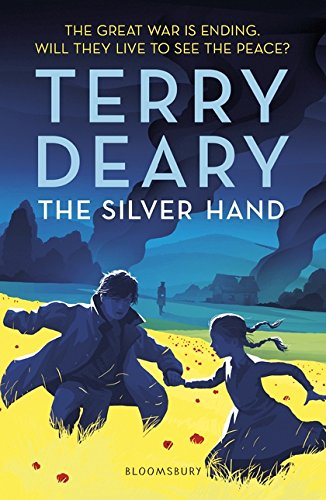 THE GREAT WAR IS ENDING.
WILL THEY LIVE TO SEE THE PEACE?
TERRY
DEARY
THE SILVER HAND
BLOOMSBURY